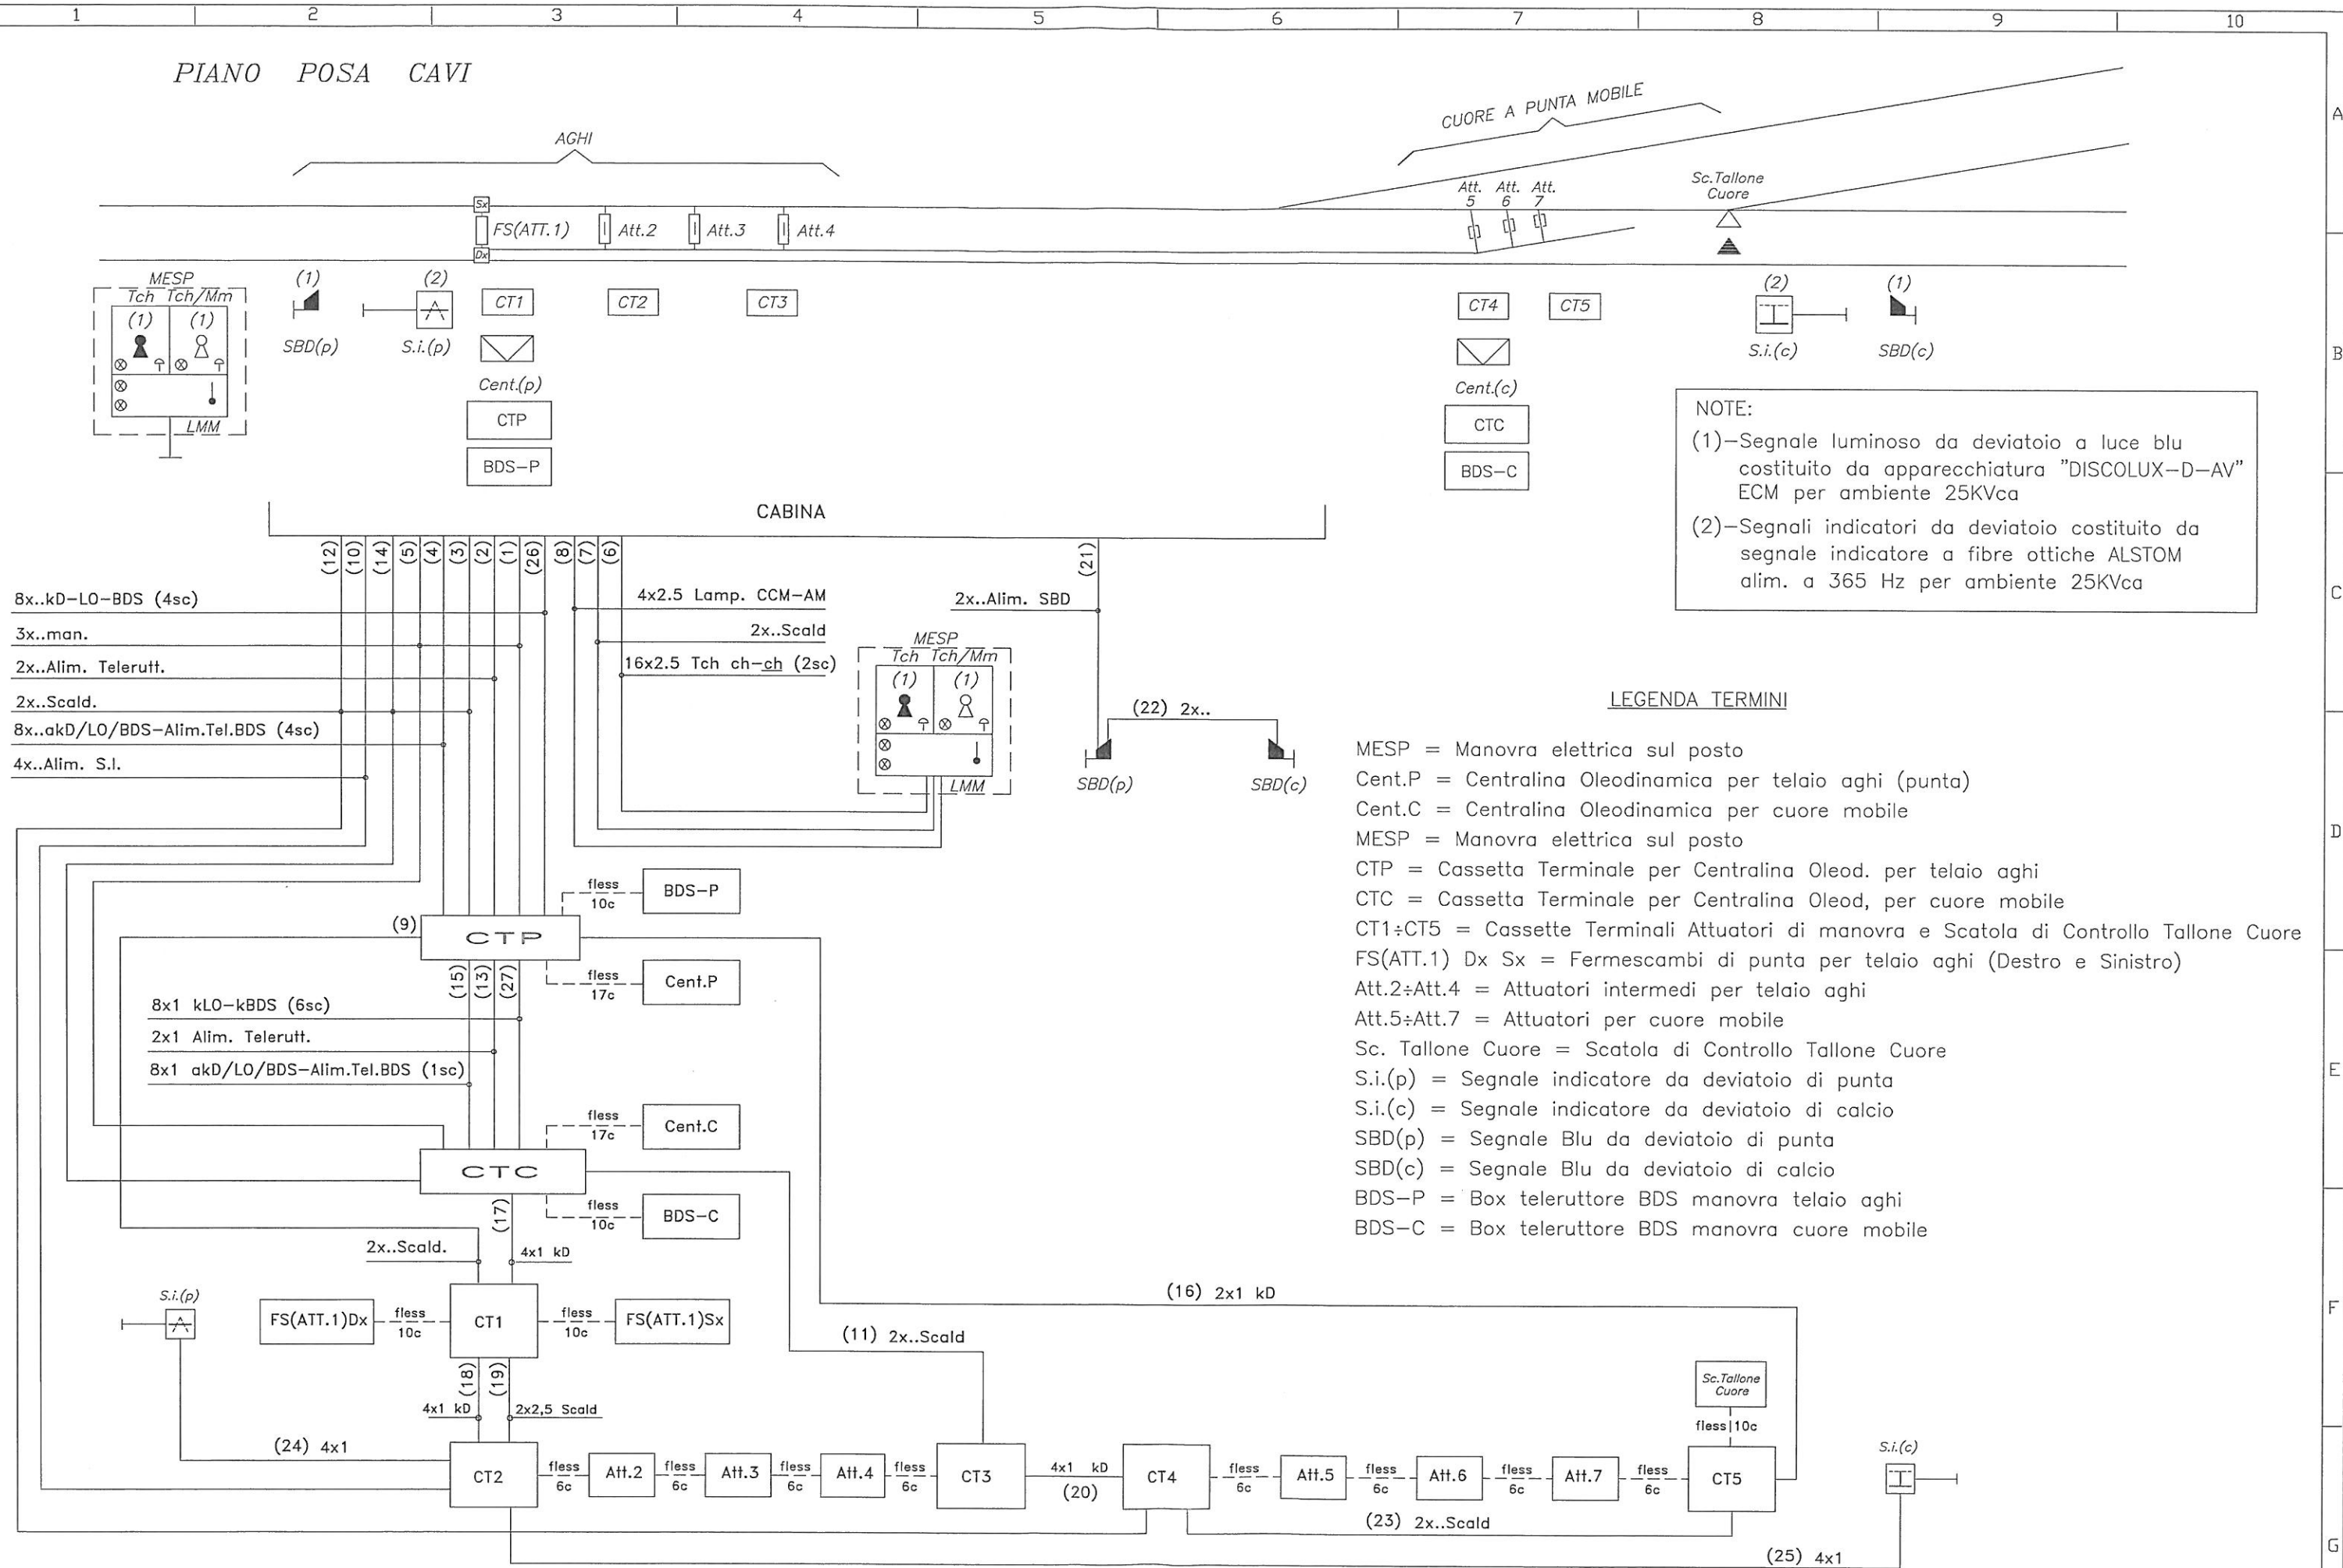 1 2 3 4 5 6 7 8 9 10
PIANO POSA CAVI
A
B
C
D
E
F
G
AGHI
CUORE A PUNTA MOBILE
Sx
FS(ATT.1)
Dx
Att.2
Att.3
Att.4
Att.
5
Att.
6
Att.
7
Sc.Tallone
Cuore
MESP
Tch Tch/Mm
(1) (1)
LMM
(1)
SBD(p)
(2)
S.i.(p)
CT1
CT2
CT3
Cent.(p)
CTP
BDS-P
CT4
CT5
Cent.(c)
CTC
BDS-C
(2)
S.i.(c)
(1)
SBD(c)
NOTE:
(1)-Segnale luminoso da deviatoio a luce blu
costituito da apparecchiatura "DISCOLUX-D-AV"
ECM per ambiente 25KVca
(2)-Segnali indicatori da deviatoio costituito da
segnale indicatore a fibre ottiche ALSTOM
alim. a 365 Hz per ambiente 25KVca
CABINA
(12) (10) (14) (5) (4) (3) (2) (1) (26) (8) (7) (6)
(21)
8x..kD-LO-BDS (4sc)
3x..man.
2x..Alim. Telerutt.
2x..Scald.
8x..akD/LO/BDS-Alim.Tel.BDS (4sc)
4x..Alim. S.I.
4x2.5 Lamp. CCM-AM
2x..Scald
16x2.5 Tch ch-ch (2sc)
MESP
Tch Tch/Mm
(1) (1)
LMM
2x..Alim. SBD
(22) 2x..
SBD(p)
SBD(c)
LEGENDA TERMINI
MESP = Manovra elettrica sul posto
Cent.P = Centralina Oleodinamica per telaio aghi (punta)
Cent.C = Centralina Oleodinamica per cuore mobile
MESP = Manovra elettrica sul posto
CTP = Cassetta Terminale per Centralina Oleod. per telaio aghi
CTC = Cassetta Terminale per Centralina Oleod, per cuore mobile
CT1÷CT5 = Cassette Terminali Attuatori di manovra e Scatola di Controllo Tallone Cuore
FS(ATT.1) Dx Sx = Fermescambi di punta per telaio aghi (Destro e Sinistro)
Att.2÷Att.4 = Attuatori intermedi per telaio aghi
Att.5÷Att.7 = Attuatori per cuore mobile
Sc. Tallone Cuore = Scatola di Controllo Tallone Cuore
S.i.(p) = Segnale indicatore da deviatoio di punta
S.i.(c) = Segnale indicatore da deviatoio di calcio
SBD(p) = Segnale Blu da deviatoio di punta
SBD(c) = Segnale Blu da deviatoio di calcio
BDS-P = Box teleruttore BDS manovra telaio aghi
BDS-C = Box teleruttore BDS manovra cuore mobile
fless
10c
BDS-P
(9)
CTP
fless
17c
Cent.P
(15) (13) (27)
8x1 kLO-kBDS (6sc)
2x1 Alim. Telerutt.
8x1 akD/LO/BDS-Alim.Tel.BDS (1sc)
fless
17c
Cent.C
CTC
fless
10c
BDS-C
(17)
2x..Scald.
4x1 kD
(16) 2x1 kD
(11) 2x..Scald
S.i.(p)
FS(ATT.1)Dx
fless
10c
CT1
fless
10c
FS(ATT.1)Sx
(18) (19)
4x1 kD
2x2,5 Scald
(24) 4x1
Sc.Tallone
Cuore
fless 10c
S.i.(c)
CT2
fless
6c
Att.2
fless
6c
Att.3
fless
6c
Att.4
fless
6c
CT3
4x1 kD
(20)
CT4
fless
6c
Att.5
fless
6c
Att.6
fless
6c
Att.7
fless
6c
CT5
(23) 2x..Scald
(25) 4x1